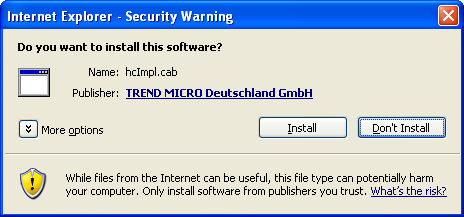 Internet Explorer - Security Warning
Do you want to install this software?
Name: hcImpl.cab
Publisher: TREND MICRO Deutschland GmbH
More options
Install
Don't Install
While files from the Internet can be useful, this file type can potentially harm
your computer. Only install software from publishers you trust. What's the risk?